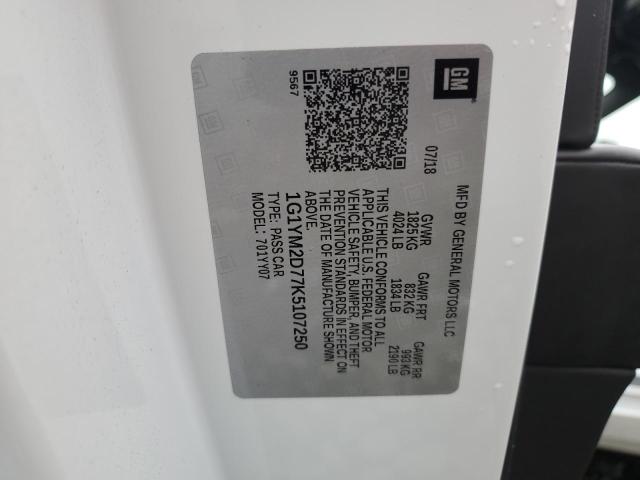 GM
MFD BY GENERAL MOTORS LLC
07/18
GVWR GAWR FRT GAWR RR
1825 KG 832 KG 993 KG
4024 LB 1834 LB 2190 LB
THIS VEHICLE CONFORMS TO ALL
APPLICABLE U.S. FEDERAL MOTOR
VEHICLE SAFETY, BUMPER, AND THEFT
PREVENTION STANDARDS IN EFFECT ON
THE DATE OF MANUFACTURE SHOWN
ABOVE.
1G1YM2D77K5107250
TYPE: PASS CAR
MODEL: 701YY07
9567